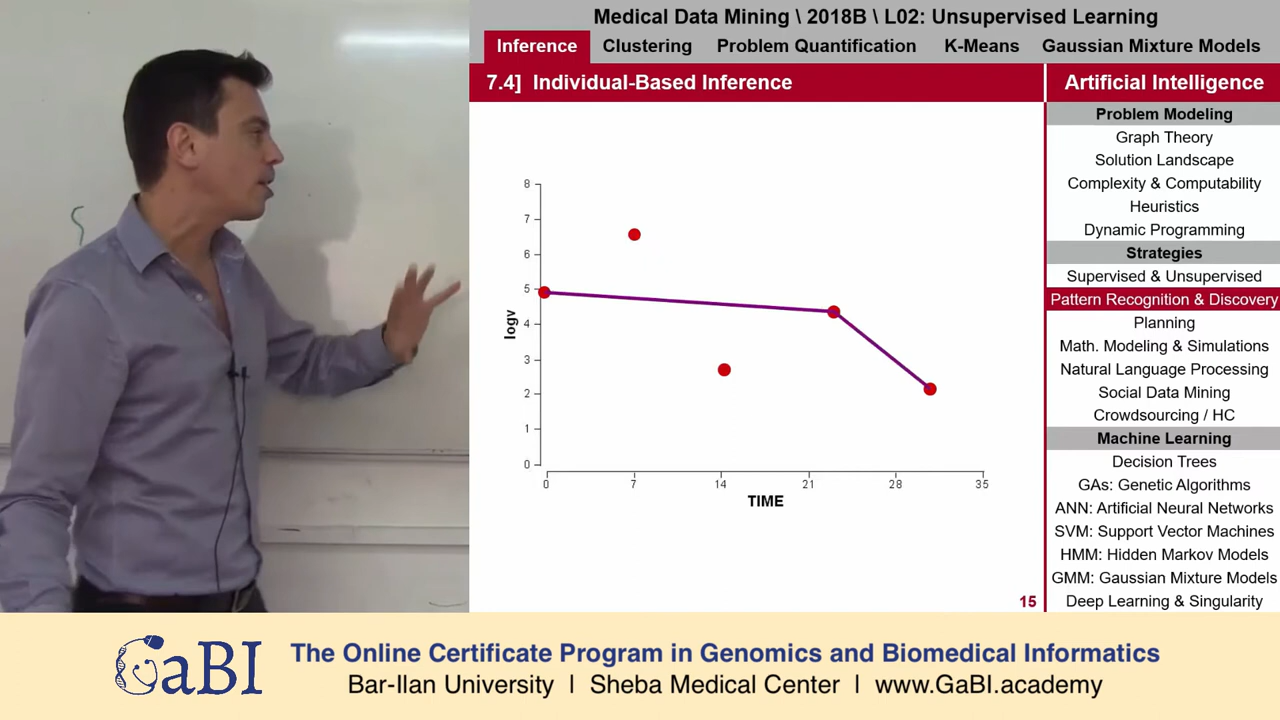 Medical Data Mining \ 2018B \ L02: Unsupervised Learning
Inference Clustering Problem Quantification K-Means Gaussian Mixture Models
7.4] Individual-Based Inference
Artificial Intelligence
Problem Modeling
Graph Theory
Solution Landscape
Complexity & Computability
Heuristics
Dynamic Programming
Strategies
Supervised & Unsupervised
Pattern Recognition & Discovery
Planning
Math. Modeling & Simulations
Natural Language Processing
Social Data Mining
Crowdsourcing / HC
Machine Learning
Decision Trees
GAs: Genetic Algorithms
ANN: Artificial Neural Networks
SVM: Support Vector Machines
HMM: Hidden Markov Models
GMM: Gaussian Mixture Models
Deep Learning & Singularity
8
7
6
5
4
3
2
1
0
logv
0 7 14 21 28 35
TIME
15
GaBI
The Online Certificate Program in Genomics and Biomedical Informatics
Bar-Ilan University | Sheba Medical Center | www.GaBI.academy